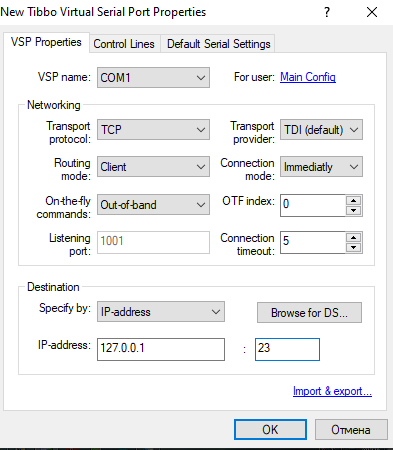 New Tibbo Virtual Serial Port Properties
VSP Properties Control Lines Default Serial Settings
VSP name: COM1 For user: Main Config
Networking
Transport protocol: TCP Transport provider: TDI (default)
Routing mode: Client Connection mode: Immediatly
On-the-fly commands: Out-of-band OTF index: 0
Listening port: 1001 Connection timeout: 5
Destination
Specify by: IP-address Browse for DS...
IP-address: 127.0.0.1 : 23
Import & export...
OK Отмена